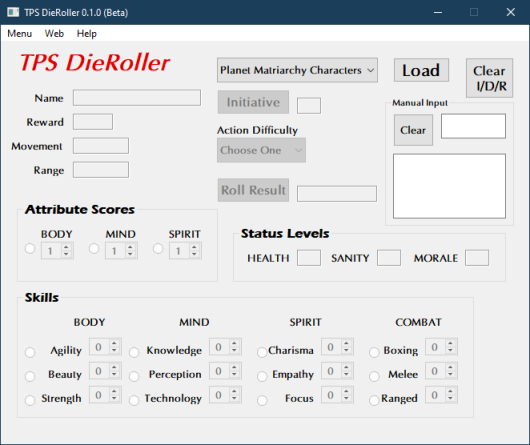 TPS DieRoller 0.1.0 (Beta)
Menu Web Help
TPS DieRoller
Planet Matriarchy Characters
Load
Clear
I/D/R
Name
Reward
Movement
Range
Initiative
Action Difficulty
Choose One
Roll Result
Manual Input
Clear
Attribute Scores
BODY MIND SPIRIT
1 1 1
Status Levels
HEALTH SANITY MORALE
Skills
BODY MIND SPIRIT COMBAT
Agility 0 Knowledge 0 Charisma 0 Boxing 0
Beauty 0 Perception 0 Empathy 0 Melee 0
Strength 0 Technology 0 Focus 0 Ranged 0